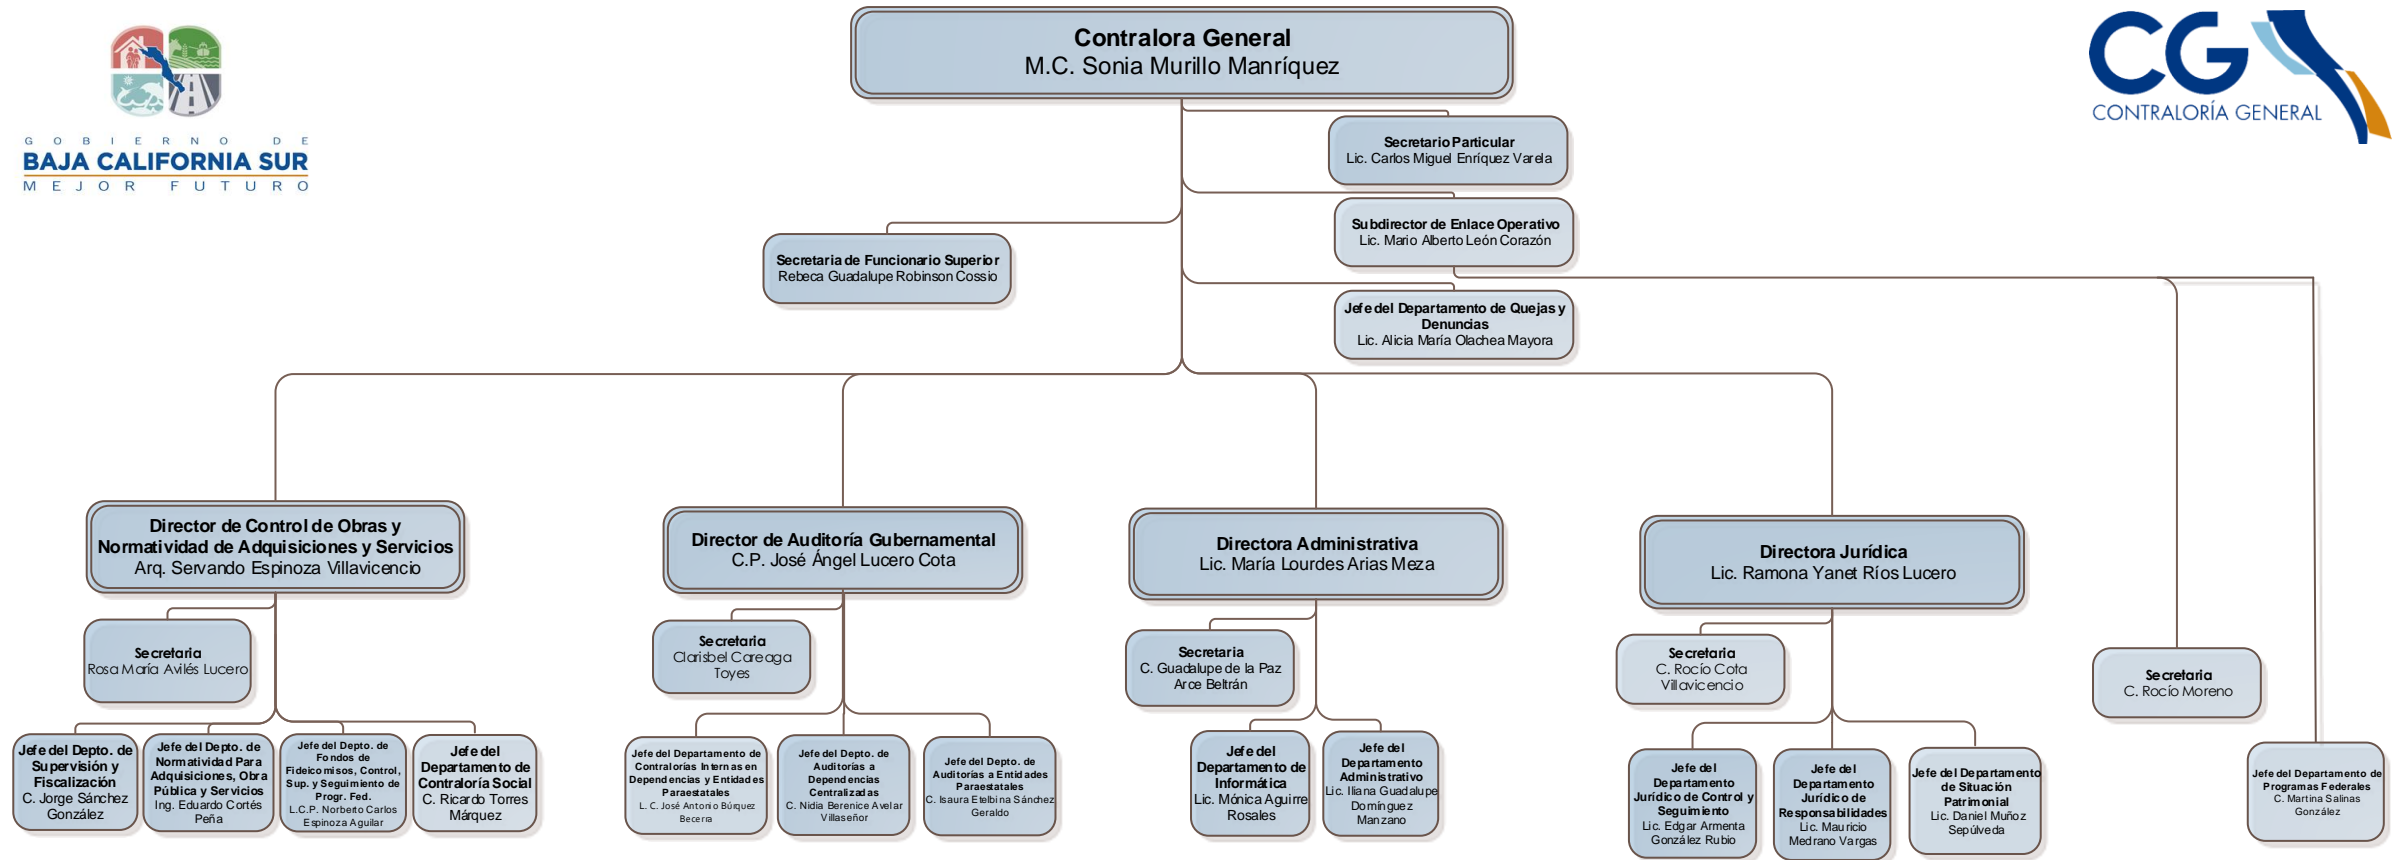 GOBIERNO DE
BAJA CALIFORNIA SUR
MEJOR FUTURO
CG
CONTRALORÍA GENERAL
Contralora General
M.C. Sonia Murillo Manríquez
Secretario Particular
Lic. Carlos Miguel Enríquez Varela
Subdirector de Enlace Operativo
Lic. Mario Alberto León Corazón
Secretaria de Funcionario Superior
Rebeca Guadalupe Robinson Cossio
Jefe del Departamento de Quejas y
Denuncias
Lic. Alicia María Olachea Mayora
Director de Control de Obras y
Normatividad de Adquisiciones y Servicios
Arq. Servando Espinoza Villavicencio
Director de Auditoría Gubernamental
C.P. José Ángel Lucero Cota
Directora Administrativa
Lic. María Lourdes Arias Meza
Directora Jurídica
Lic. Ramona Yanet Ríos Lucero
Secretaria
Rosa María Avilés Lucero
Secretaria
Clarisbel Careaga
Toyes
Secretaria
C. Guadalupe de la Paz
Arce Beltrán
Secretaria
C. Rocío Cota
Villavicencio
Secretaria
C. Rocío Moreno
Jefe del Depto. de
Supervisión y
Fiscalización
C. Jorge Sánchez
González
Jefe del Depto. de
Normatividad Para
Adquisiciones, Obra
Pública y Servicios
Ing. Eduardo Cortés
Peña
Jefe del Depto. de
Fondos de
Fideicomisos, Control,
Sup. y Seguimiento de
Progr. Fed.
L.C.P. Norberto Carlos
Espinoza Aguilar
Jefe del
Departamento de
Contraloría Social
C. Ricardo Torres
Márquez
Jefe del Departamento de
Contralorías Internas en
Dependencias y Entidades
Paraestatales
L. C. José Antonio Búrquez
Becerra
Jefe del Depto. de
Auditorías a
Dependencias
Centralizadas
C. Nidia Berenice Avelar
Villaseñor
Jefe del Depto. de
Auditorías a Entidades
Paraestatales
C. Isaura Etelbina Sánchez
Geraldo
Jefe del
Departamento de
Informática
Lic. Mónica Aguirre
Rosales
Jefe del
Departamento
Administrativo
Lic. Iliana Guadalupe
Domínguez
Manzano
Jefe del
Departamento
Jurídico de Control y
Seguimiento
Lic. Edgar Armenta
González Rubio
Jefe del
Departamento
Jurídico de
Responsabilidades
Lic. Mauricio
Medrano Vargas
Jefe del Departamento
de Situación
Patrimonial
Lic. Daniel Muñoz
Sepúlveda
Jefe del Departamento de
Programas Federales
C. Martina Salinas
González